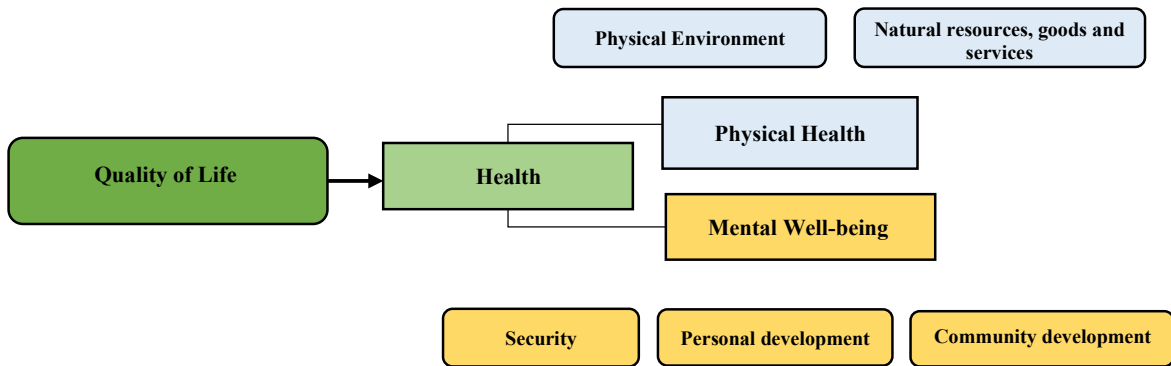 Physical Environment
Natural resources, goods and
services
Physical Health
Quality of Life
Health
Mental Well-being
Security
Personal development
Community development